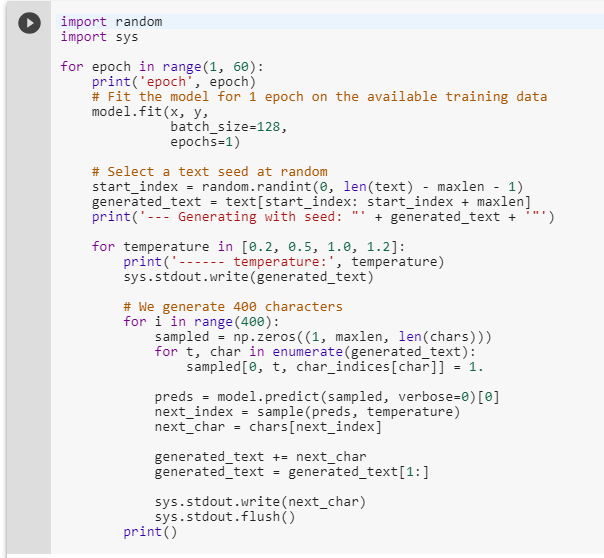 import random
import sys

for epoch in range(1, 60):
    print('epoch', epoch)
    # Fit the model for 1 epoch on the available training data
    model.fit(x, y,
              batch_size=128,
              epochs=1)

    # Select a text seed at random
    start_index = random.randint(0, len(text) - maxlen - 1)
    generated_text = text[start_index: start_index + maxlen]
    print('--- Generating with seed: "' + generated_text + '"')

    for temperature in [0.2, 0.5, 1.0, 1.2]:
        print('------ temperature:', temperature)
        sys.stdout.write(generated_text)

        # We generate 400 characters
        for i in range(400):
            sampled = np.zeros((1, maxlen, len(chars)))
            for t, char in enumerate(generated_text):
                sampled[0, t, char_indices[char]] = 1.

            preds = model.predict(sampled, verbose=0)[0]
            next_index = sample(preds, temperature)
            next_char = chars[next_index]

            generated_text += next_char
            generated_text = generated_text[1:]

            sys.stdout.write(next_char)
            sys.stdout.flush()
        print()